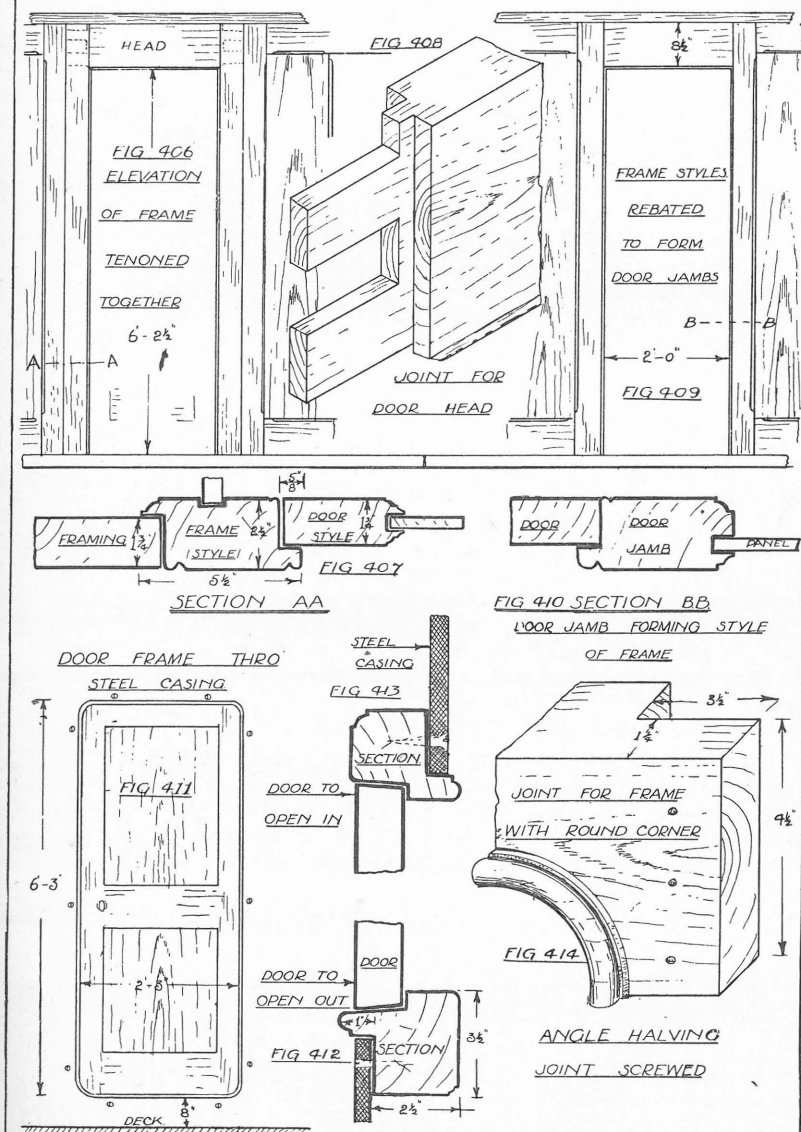 HEAD
FIG 408
8½"
FIG 406
ELEVATION
OF FRAME
TENONED
TOGETHER
6'-2½"
A
A
JOINT FOR
DOOR HEAD
FRAME STYLES
REBATED
TO FORM
DOOR JAMBS
B
B
2'-0"
FIG 409
5/8"
FRAMING
1¾"
FRAME
STYLE
2½"
DOOR
STYLE
1¾"
5½"
FIG 407
SECTION AA
DOOR
DOOR
JAMB
PANEL
FIG 410 SECTION BB
DOOR JAMB FORMING STYLE
OF FRAME
DOOR FRAME THRO
STEEL CASING
FIG 411
6'-3"
DECK
8"
STEEL
CASING
FIG 413
SECTION
DOOR TO
OPEN IN
DOOR
DOOR TO
OPEN OUT
FIG 412
SECTION
3½"
2½"
3½"
1¼"
JOINT FOR FRAME
WITH ROUND CORNER
4½"
FIG 414
ANGLE HALVING
JOINT SCREWED